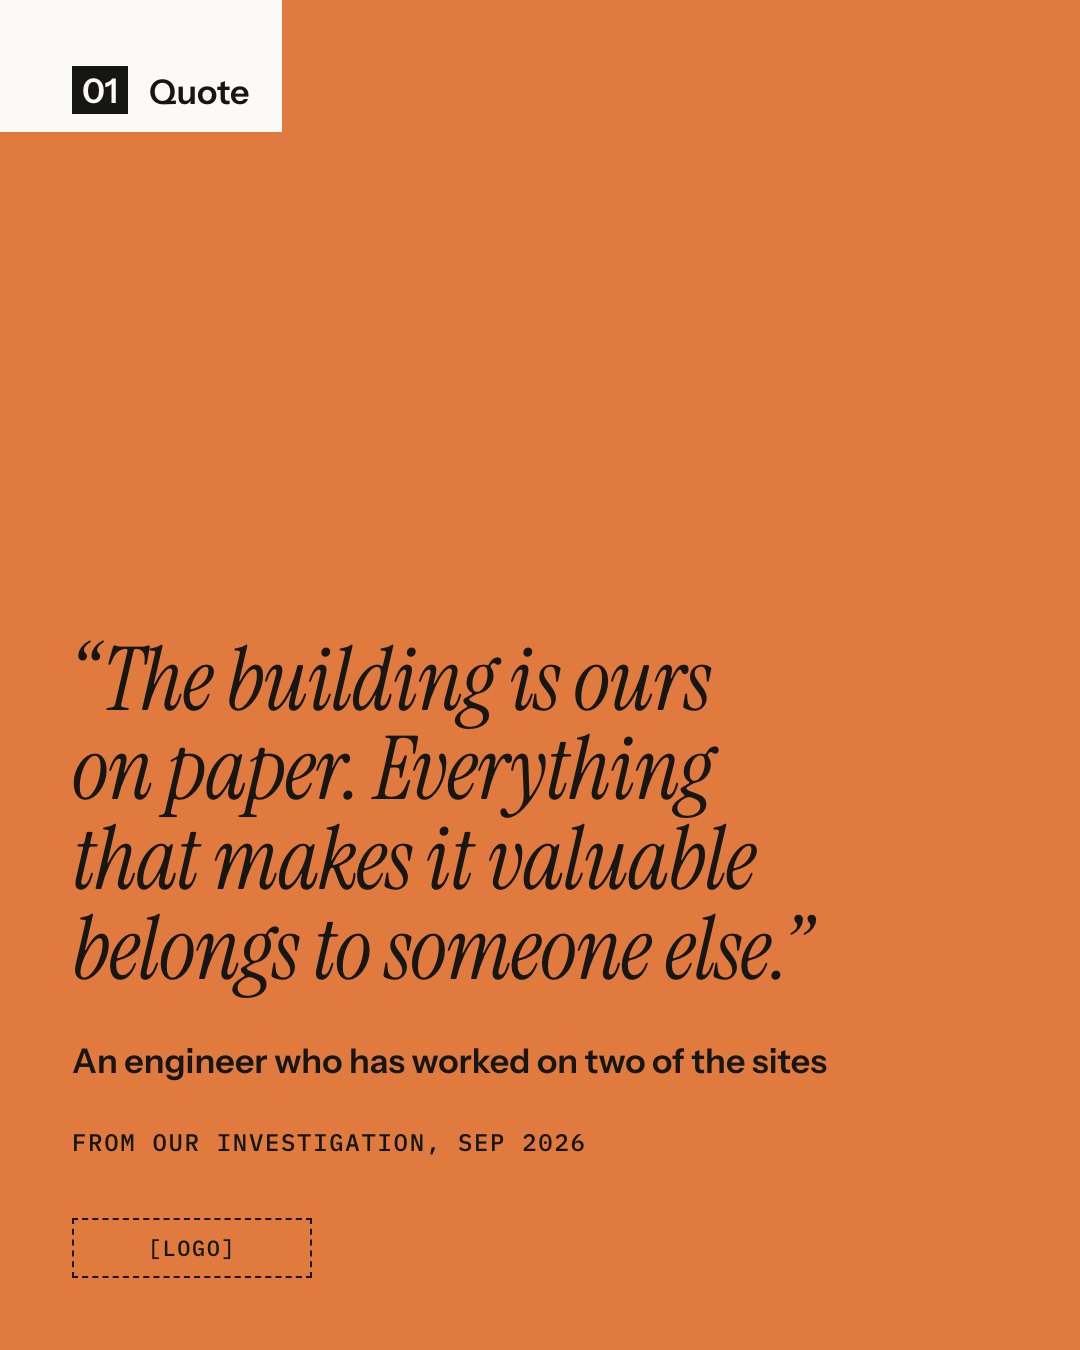 01 Quote
“The building is ours
on paper. Everything
that makes it valuable
belongs to someone else.”
An engineer who has worked on two of the sites
FROM OUR INVESTIGATION, SEP 2026
[LOGO]